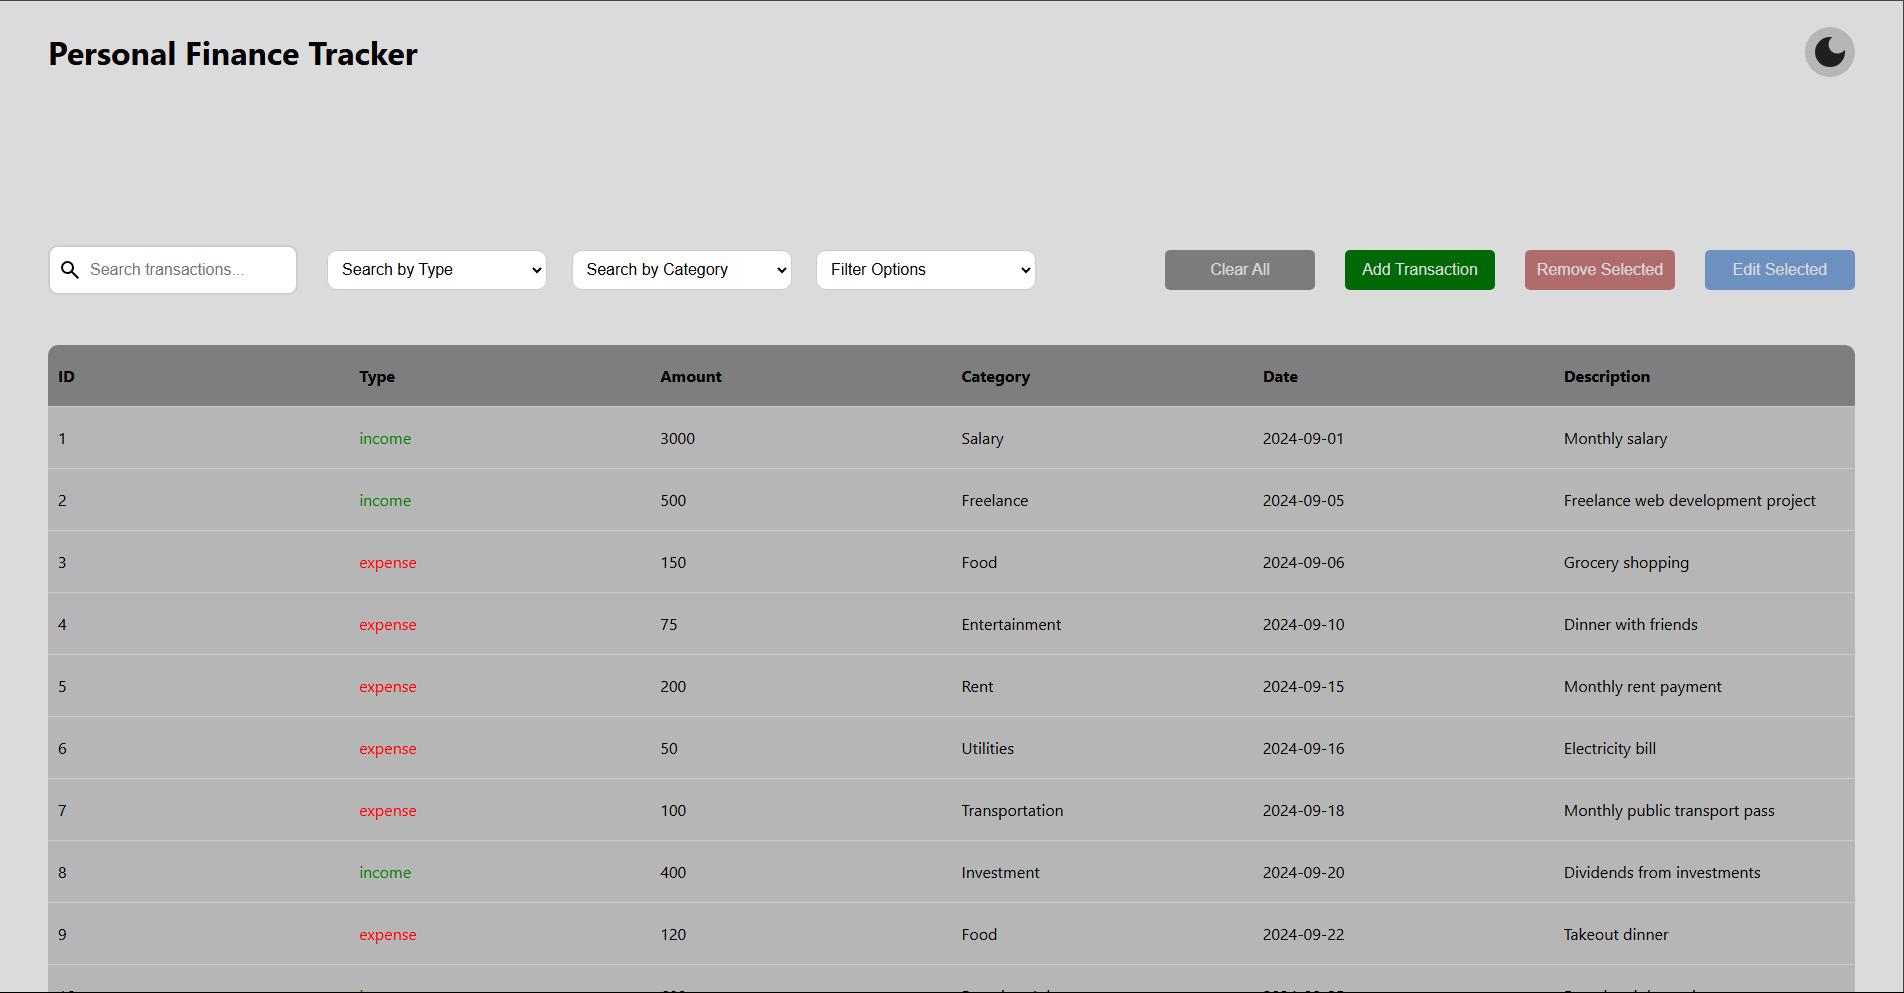 Personal Finance Tracker
Search transactions... Search by Type Search by Category Filter Options Clear All Add Transaction Remove Selected Edit Selected
ID Type Amount Category Date Description
1 income 3000 Salary 2024-09-01 Monthly salary
2 income 500 Freelance 2024-09-05 Freelance web development project
3 expense 150 Food 2024-09-06 Grocery shopping
4 expense 75 Entertainment 2024-09-10 Dinner with friends
5 expense 200 Rent 2024-09-15 Monthly rent payment
6 expense 50 Utilities 2024-09-16 Electricity bill
7 expense 100 Transportation 2024-09-18 Monthly public transport pass
8 income 400 Investment 2024-09-20 Dividends from investments
9 expense 120 Food 2024-09-22 Takeout dinner